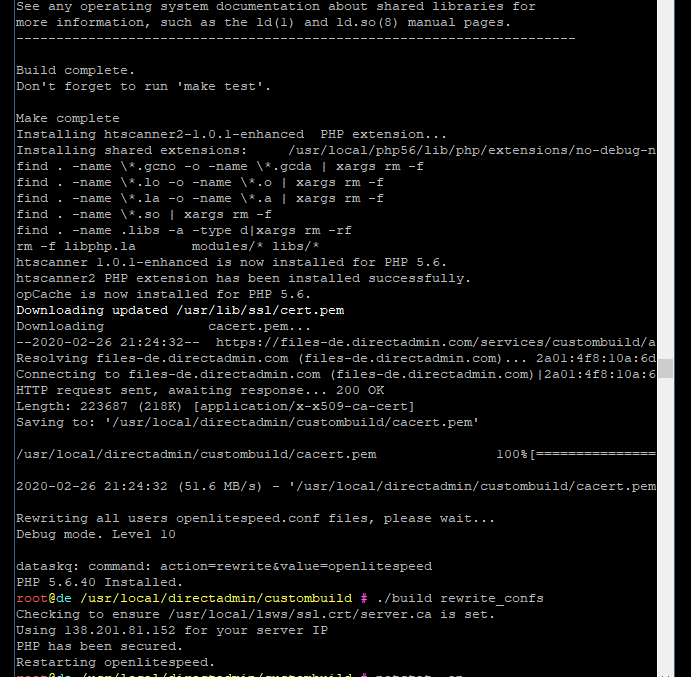 See any operating system documentation about shared libraries for
more information, such as the ld(1) and ld.so(8) manual pages.
----------------------------------------------------------------------
Build complete.
Don't forget to run 'make test'.
Make complete
Installing htscanner2-1.0.1-enhanced  PHP extension...
Installing shared extensions:     /usr/local/php56/lib/php/extensions/no-debug-n
find . -name \*.gcno -o -name \*.gcda | xargs rm -f
find . -name \*.lo -o -name \*.o | xargs rm -f
find . -name \*.la -o -name \*.a | xargs rm -f
find . -name \*.so | xargs rm -f
find . -name .libs -a -type d|xargs rm -rf
rm -f libphp.la       modules/* libs/*
htscanner 1.0.1-enhanced is now installed for PHP 5.6.
htscanner2 PHP extension has been installed successfully.
opCache is now installed for PHP 5.6.
Downloading updated /usr/lib/ssl/cert.pem
Downloading             cacert.pem...
--2020-02-26 21:24:32--  https://files-de.directadmin.com/services/custombuild/a
Resolving files-de.directadmin.com (files-de.directadmin.com)... 2a01:4f8:10a:6d
Connecting to files-de.directadmin.com (files-de.directadmin.com)|2a01:4f8:10a:6
HTTP request sent, awaiting response... 200 OK
Length: 223687 (218K) [application/x-x509-ca-cert]
Saving to: '/usr/local/directadmin/custombuild/cacert.pem'
/usr/local/directadmin/custombuild/cacert.pem               100%[===============
2020-02-26 21:24:32 (51.6 MB/s) - '/usr/local/directadmin/custombuild/cacert.pem
Rewriting all users openlitespeed.conf files, please wait...
Debug mode. Level 10
dataskq: command: action=rewrite&value=openlitespeed
PHP 5.6.40 Installed.
root@de /usr/local/directadmin/custombuild # ./build rewrite_confs
Checking to ensure /usr/local/lsws/ssl.crt/server.ca is set.
Using 138.201.81.152 for your server IP
PHP has been secured.
Restarting openlitespeed.
root@de /usr/local/directadmin/custombuild #